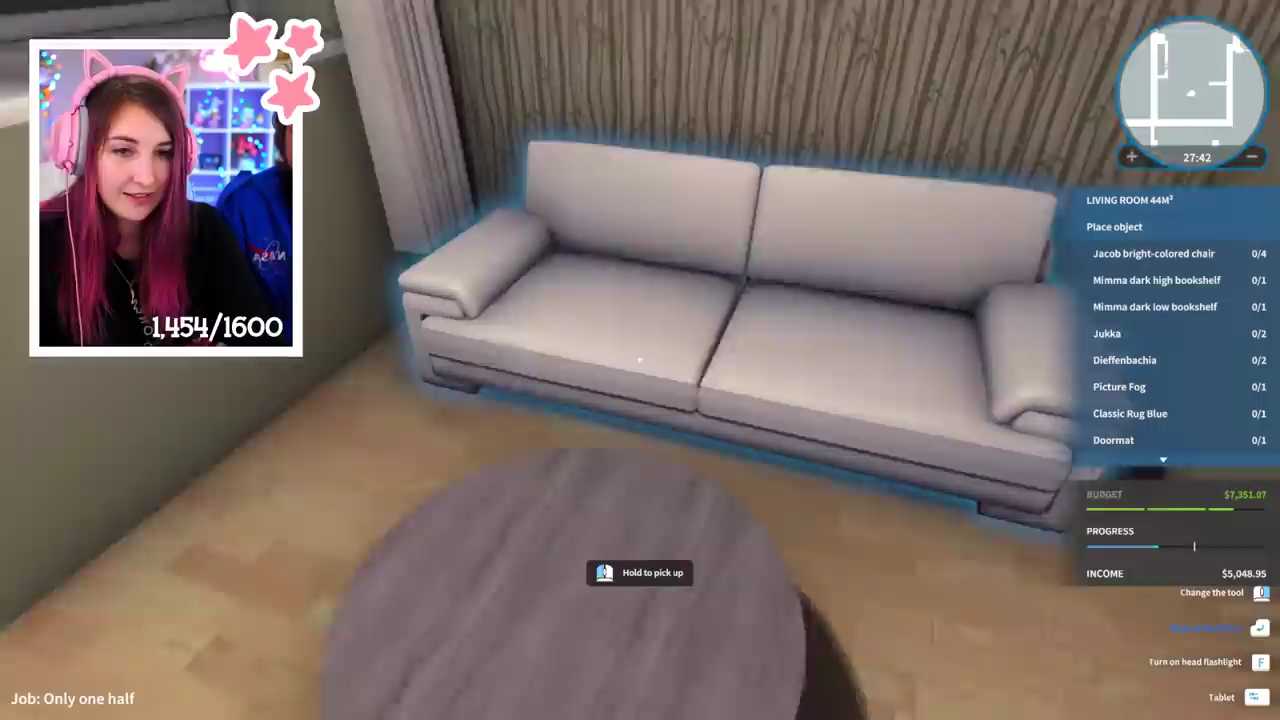 1,454/1600
27:42
LIVING ROOM 44M²
Place object
Jacob bright-colored chair 0/4
Mimma dark high bookshelf 0/1
Mimma dark low bookshelf 0/1
Jukka 0/2
Dieffenbachia 0/2
Picture Fog 0/1
Classic Rug Blue 0/1
Doormat 0/1
BUDGET $7,351.07
PROGRESS
INCOME $5,048.95
Hold to pick up
Change the tool
Turn on head flashlight F
Tablet
Job: Only one half